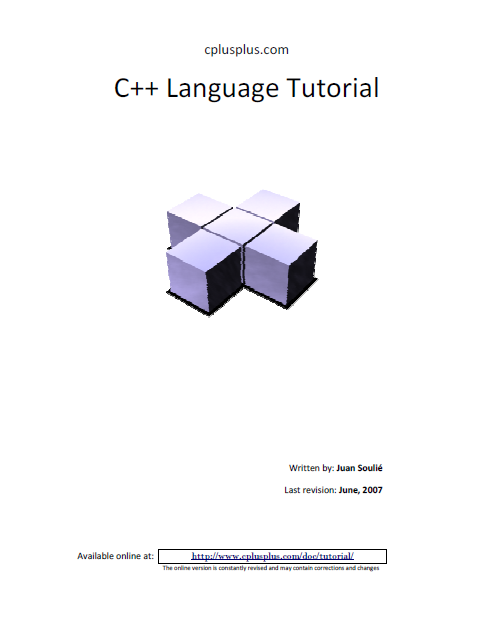 cplusplus.com
C++ Language Tutorial
Written by: Juan Soulié
Last revision: June, 2007
Available online at: http://www.cplusplus.com/doc/tutorial/
The online version is constantly revised and may contain corrections and changes